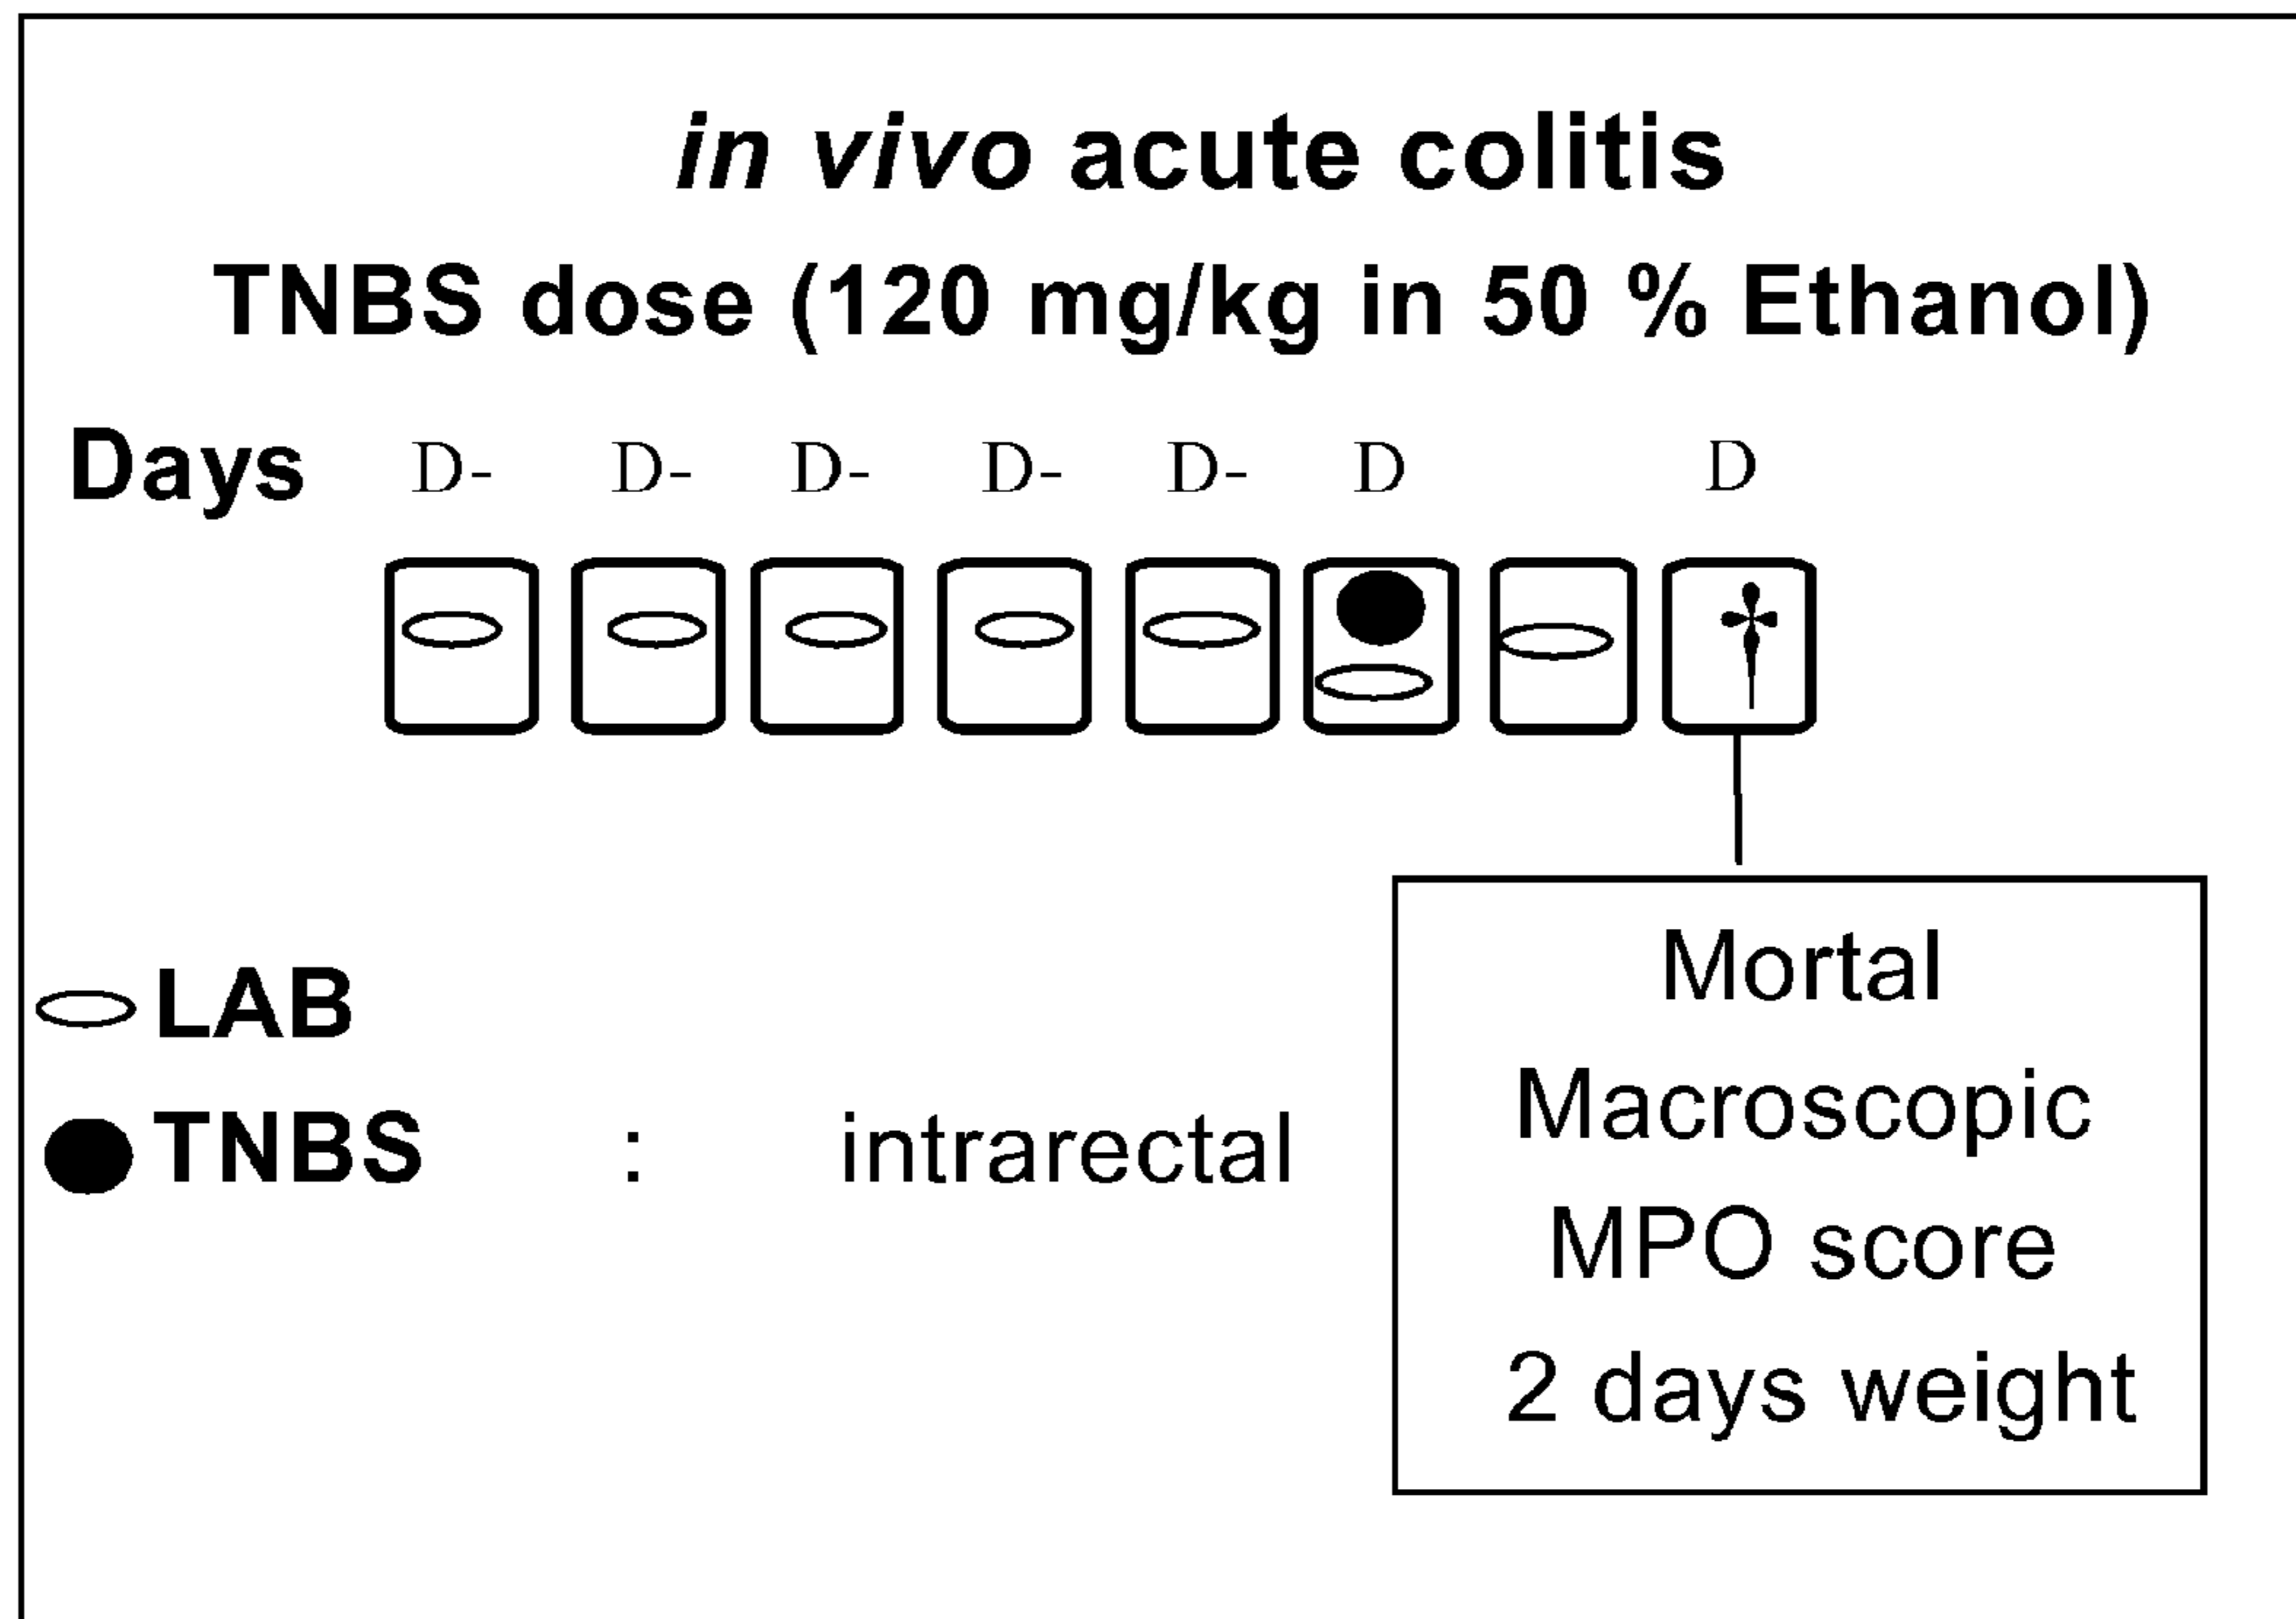 in vivo acute colitis
TNBS dose (120 mg/kg in 50 % Ethanol)
Days D- D- D- D- D- D D
LAB
TNBS : intrarectal
Mortal
Macroscopic
MPO score
2 days weight